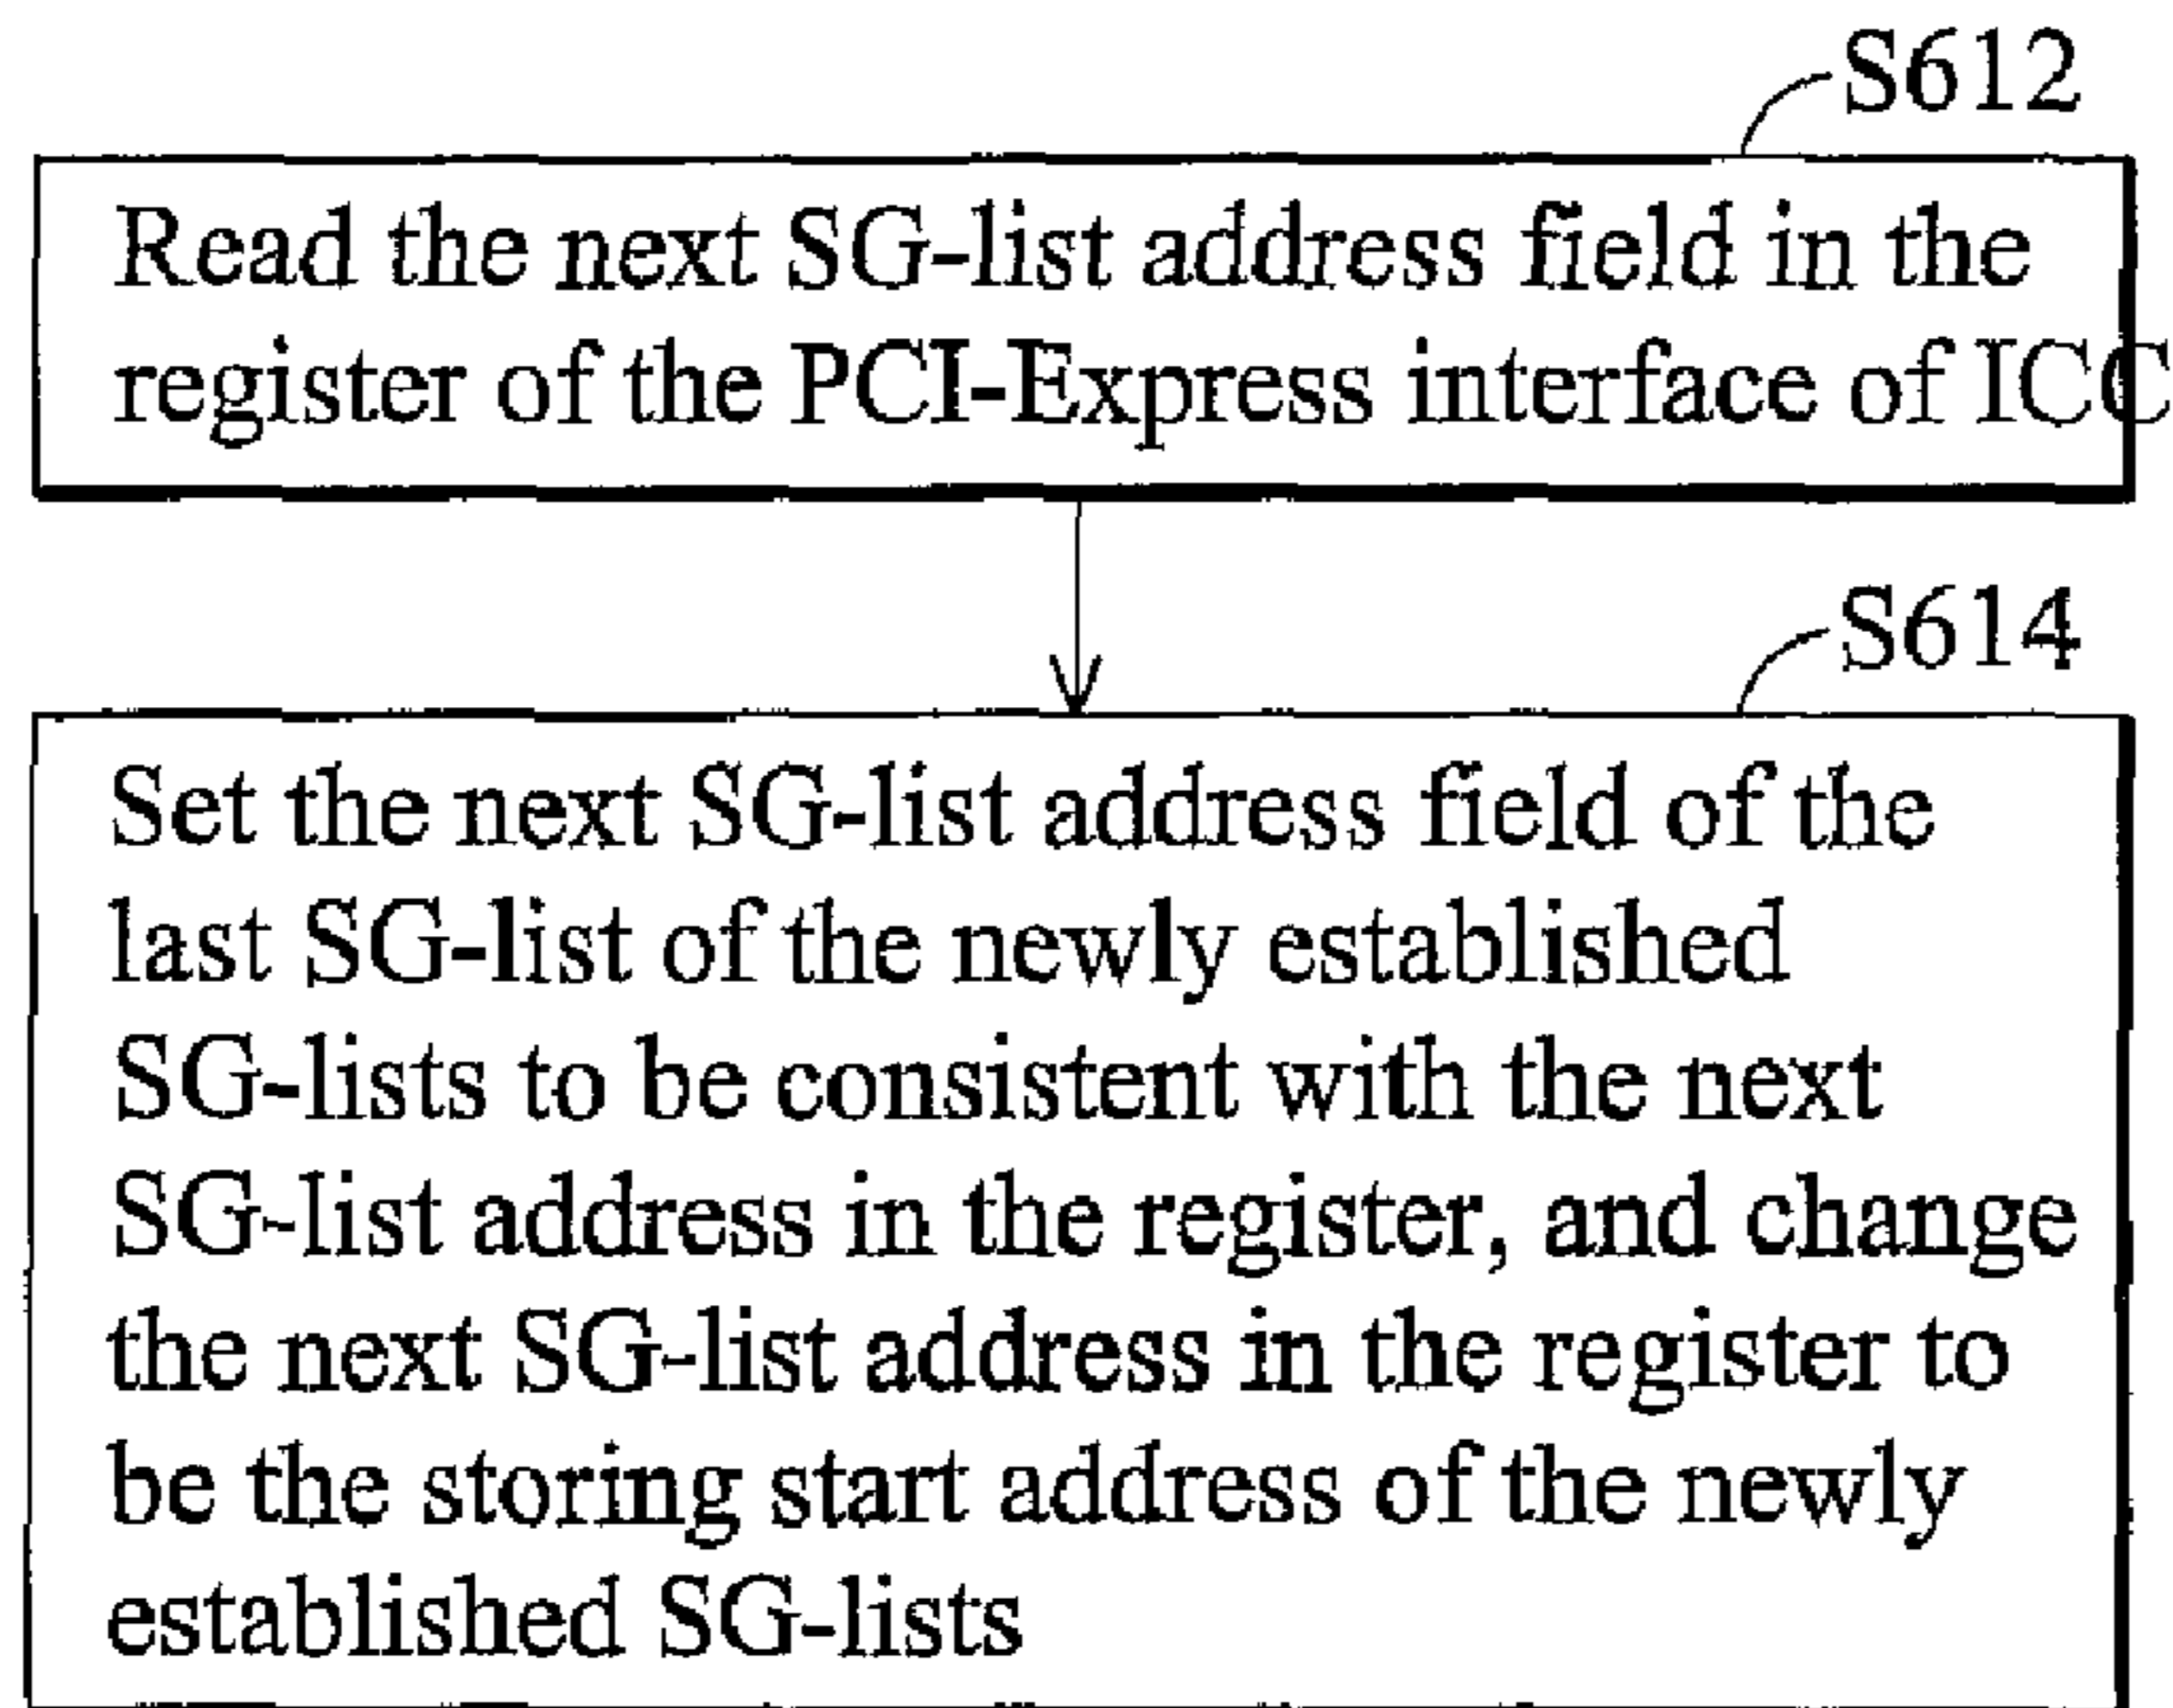 S612
Read the next SG-list address field in the
register of the PCI-Express interface of ICC
S614
Set the next SG-list address field of the
last SG-list of the newly established
SG-lists to be consistent with the next
SG-list address in the register, and change
the next SG-list address in the register to
be the storing start address of the newly
established SG-lists